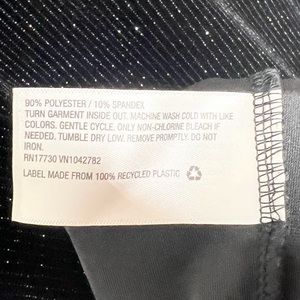 90% POLYESTER / 10% SPANDEX
TURN GARMENT INSIDE OUT. MACHINE WASH COLD WITH LIKE
COLORS. GENTLE CYCLE. ONLY NON-CHLORINE BLEACH IF
NEEDED. TUMBLE DRY LOW. REMOVE PROMPTLY. DO NOT
IRON.
RN17730 VN1042782
LABEL MADE FROM 100% RECYCLED PLASTIC